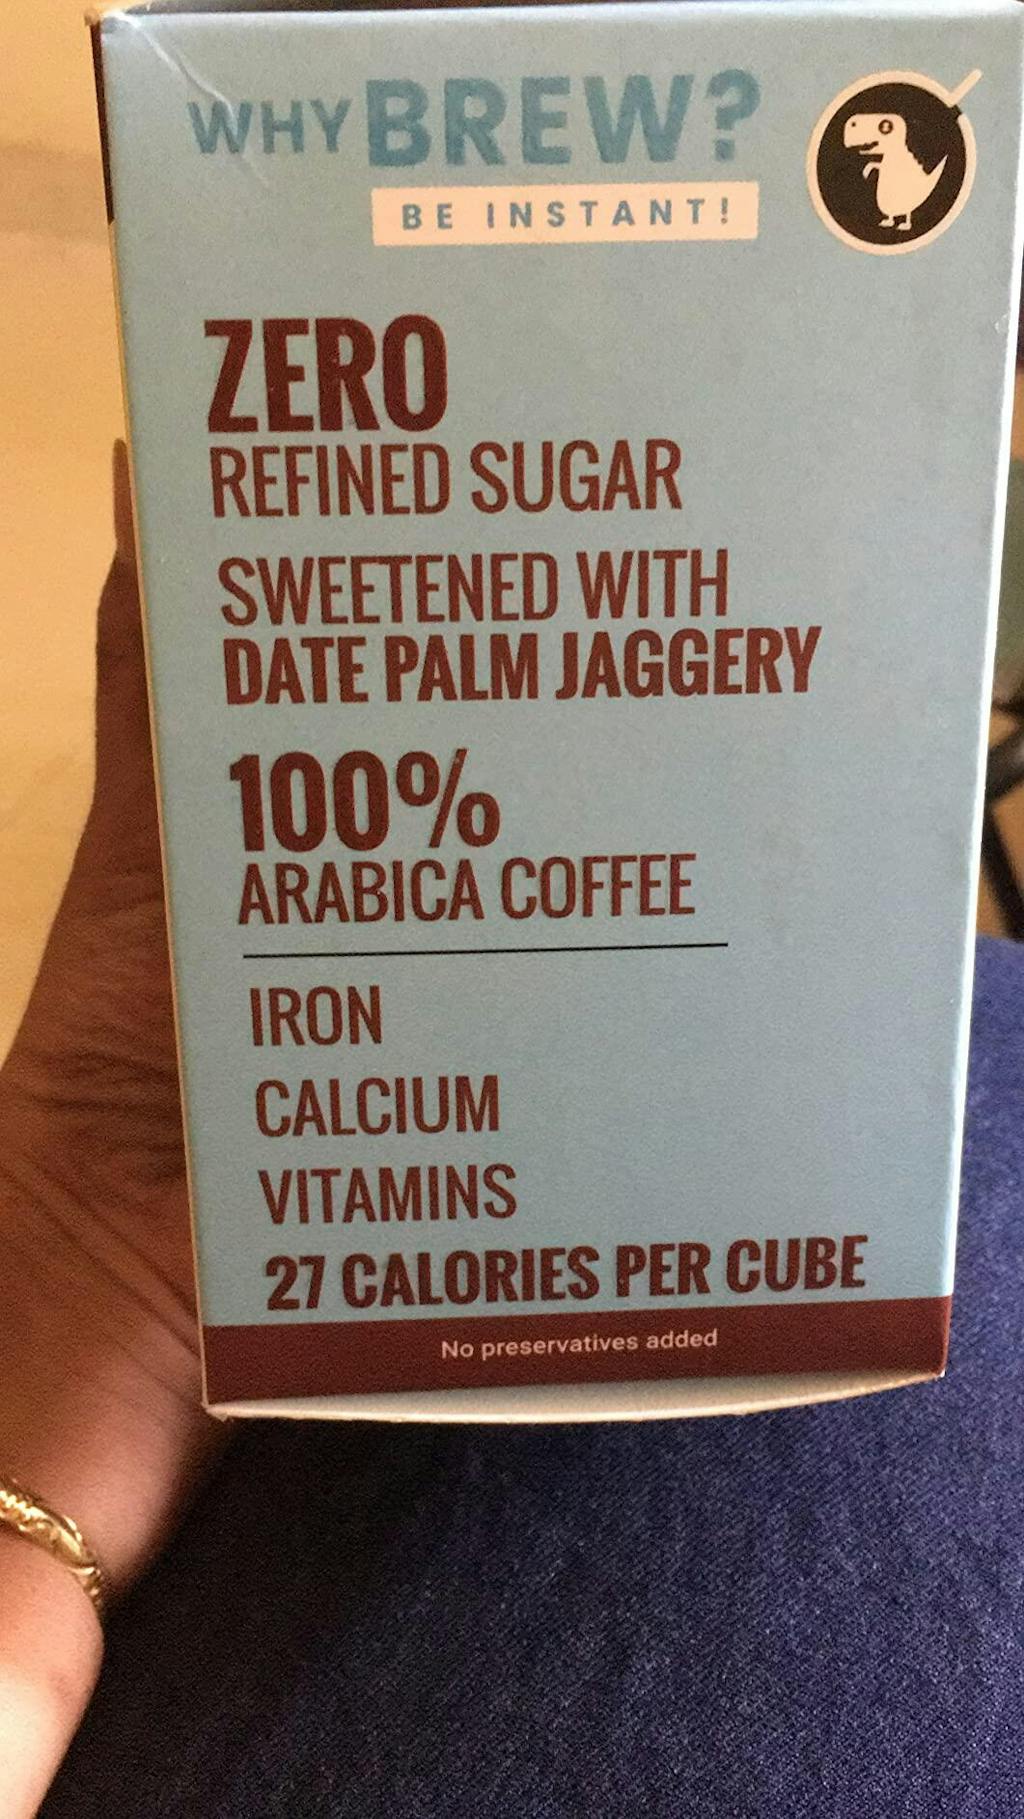 WHY BREW?
BE INSTANT!
ZERO
REFINED SUGAR
SWEETENED WITH
DATE PALM JAGGERY
100%
ARABICA COFFEE
IRON
CALCIUM
VITAMINS
27 CALORIES PER CUBE
No preservatives added